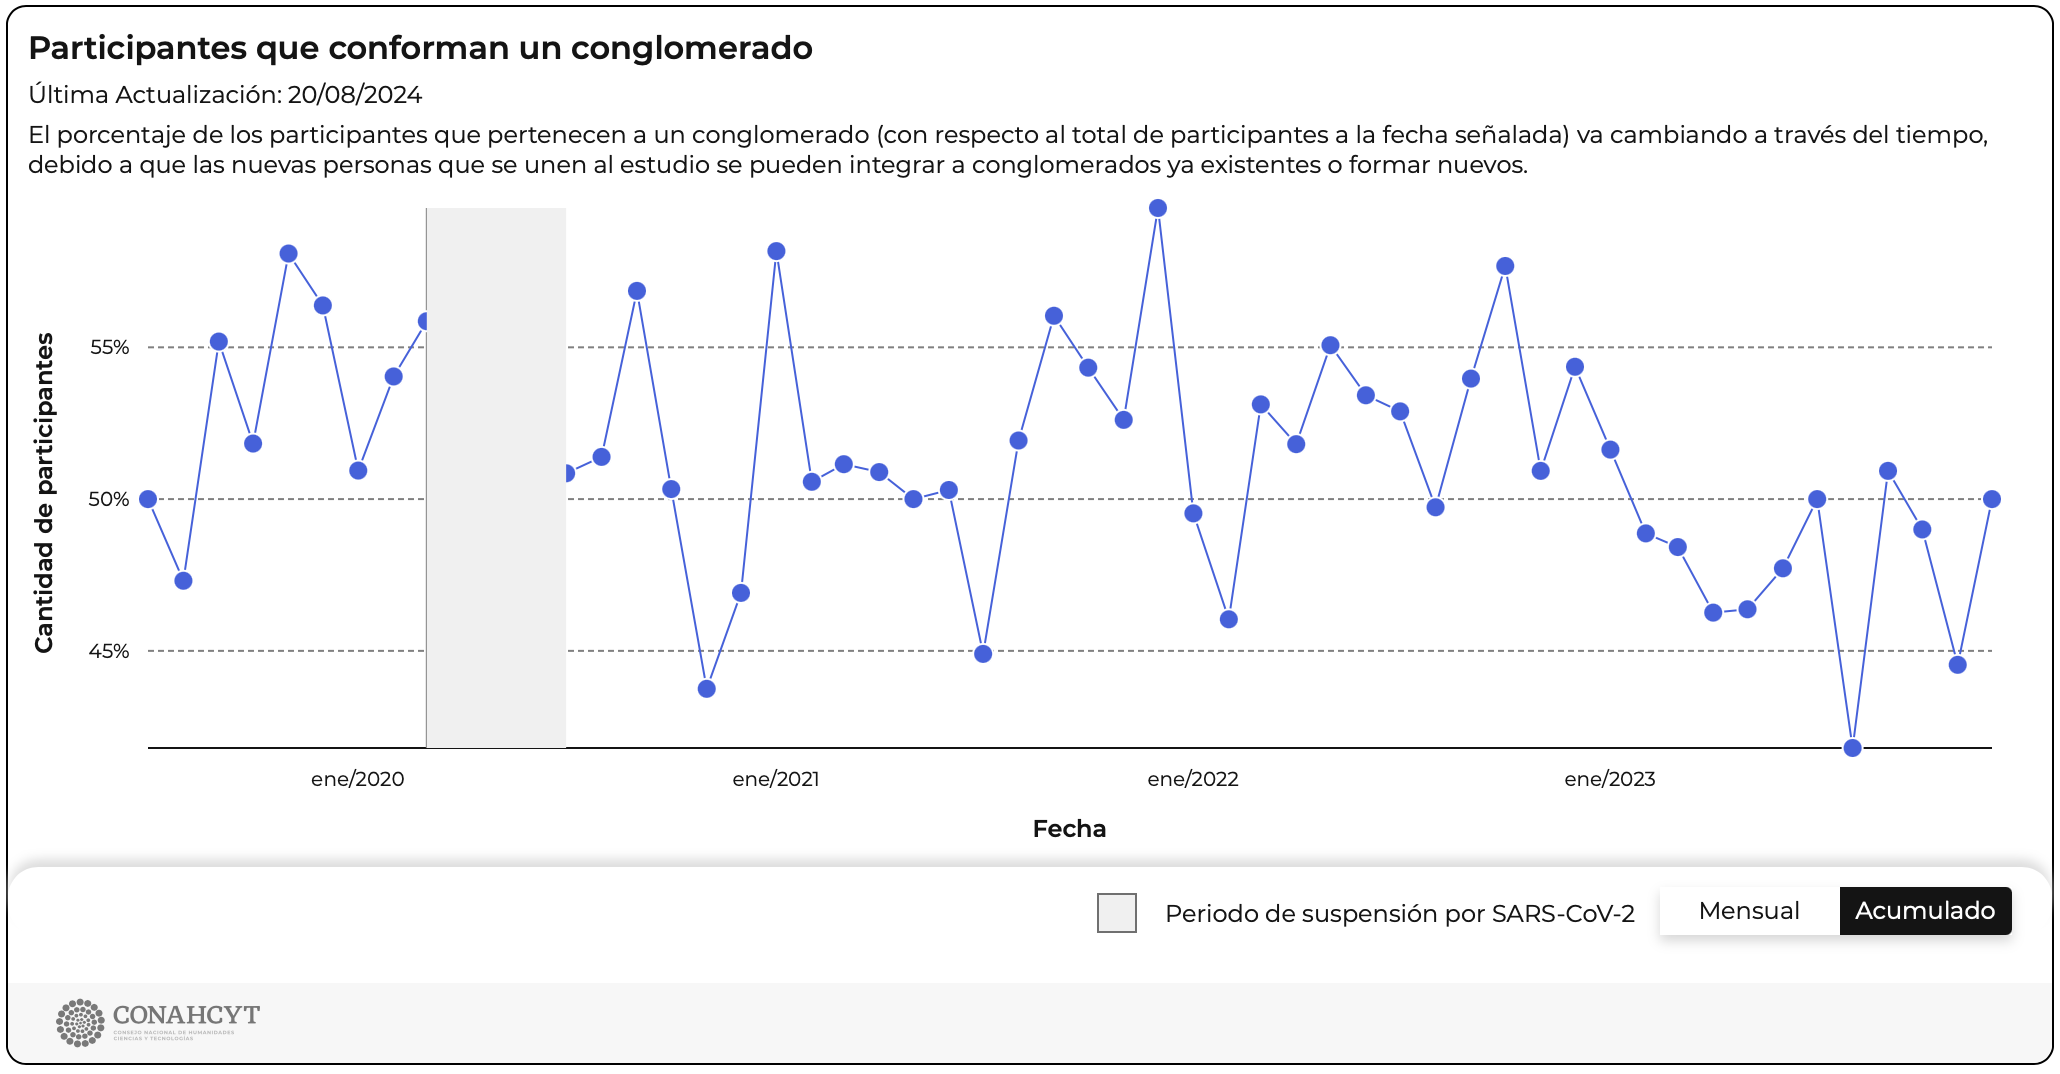 Participantes que conforman un conglomerado
Última Actualización: 20/08/2024
El porcentaje de los participantes que pertenecen a un conglomerado (con respecto al total de participantes a la fecha señalada) va cambiando a través del tiempo,
debido a que las nuevas personas que se unen al estudio se pueden integrar a conglomerados ya existentes o formar nuevos.
Cantidad de participantes
55%
50%
45%
ene/2020
ene/2021
ene/2022
ene/2023
Fecha
Periodo de suspensión por SARS-CoV-2
Mensual
Acumulado
CONAHCYT
CONSEJO NACIONAL DE HUMANIDADES
CIENCIAS Y TECNOLOGÍAS